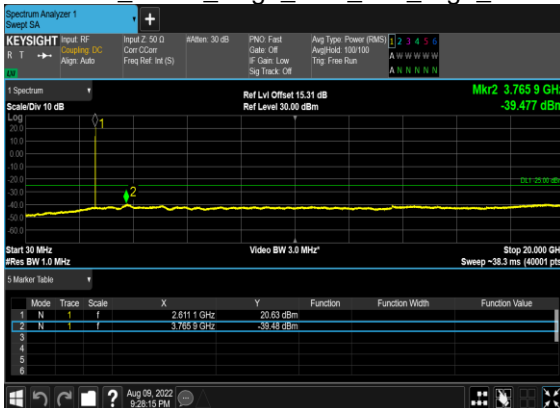 Spectrum Analyzer 1
Swept SA
+
KEYSIGHT Input: RF Input Z: 50 Ω #Atten: 30 dB PNO: Fast Avg Type: Power (RMS) 1 2 3 4 5 6
R T Coupling: DC Corr CCorr Gate: Off Avg|Hold: 100/100 A W W W W W
Align: Auto Freq Ref: Int (S) IF Gain: Low Trig: Free Run
LXI Sig Track: Off A N N N N N
1 Spectrum Ref Lvl Offset 15.31 dB Mkr2 3.765 9 GHz
Scale/Div 10 dB Ref Level 30.00 dBm -39.477 dBm
Log
1
20.0
10.0
0.00
-10.0
-20.0 DL1 -25.00 dBm
-30.0
2
-40.0
-50.0
-60.0
Start 30 MHz Video BW 3.0 MHz* Stop 20.000 GHz
#Res BW 1.0 MHz Sweep ~38.3 ms (40001 pts)
5 Marker Table
Mode Trace Scale X Y Function Function Width Function Value
1 N 1 f 2.611 1 GHz 20.63 dBm
2 N 1 f 3.765 9 GHz -39.48 dBm
3
4
5
6
? Aug 09, 2022
9:28:15 PM